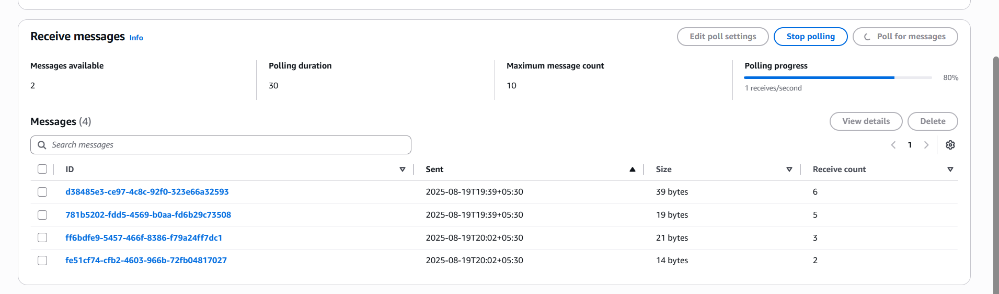 Receive messages Info
Edit poll settings
Stop polling
Poll for messages
Messages available
2
Polling duration
30
Maximum message count
10
Polling progress
80%
1 receives/second
Messages (4)
View details
Delete
Search messages
1
ID Sent Size Receive count
d38485e3-ce97-4c8c-92f0-323e66a32593 2025-08-19T19:39+05:30 39 bytes 6
781b5202-fdd5-4569-b0aa-fd6b29c73508 2025-08-19T19:39+05:30 19 bytes 5
ff6bdfe9-5457-466f-8386-f79a24ff7dc1 2025-08-19T20:02+05:30 21 bytes 3
fe51cf74-cfb2-4603-966b-72fb04817027 2025-08-19T20:02+05:30 14 bytes 2